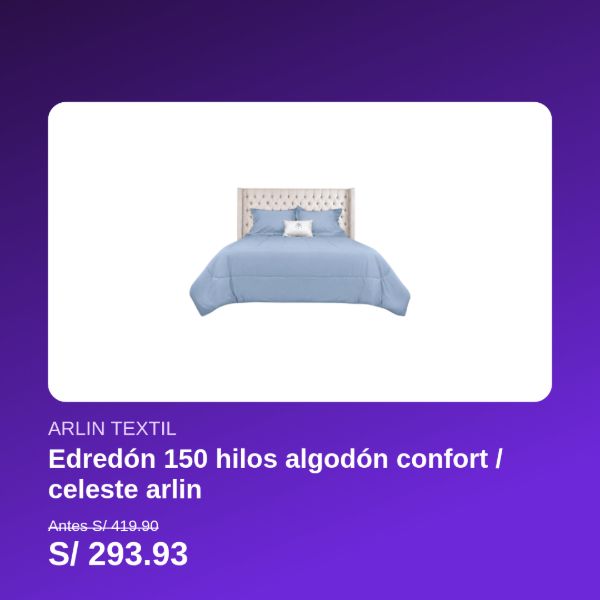 ARLIN TEXTIL
Edredón 150 hilos algodón confort /
celeste arlin
Antes S/ 419.90
S/ 293.93